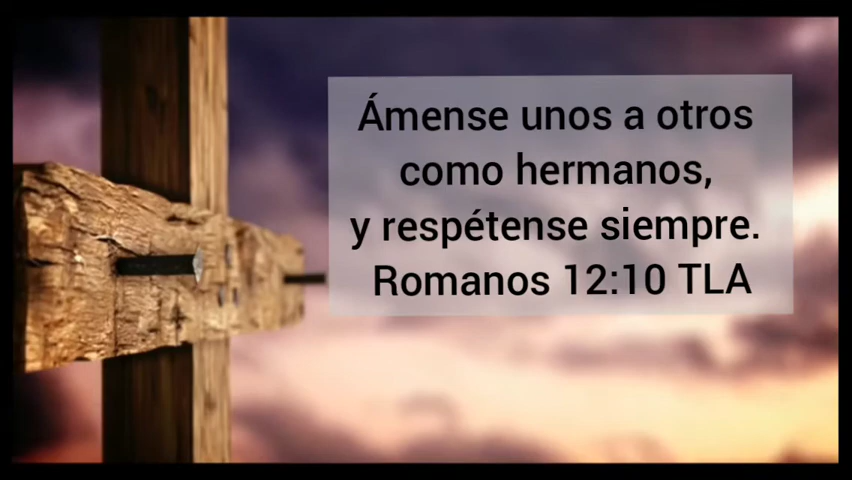 Ámense unos a otros
como hermanos,
y respétense siempre.
Romanos 12:10 TLA